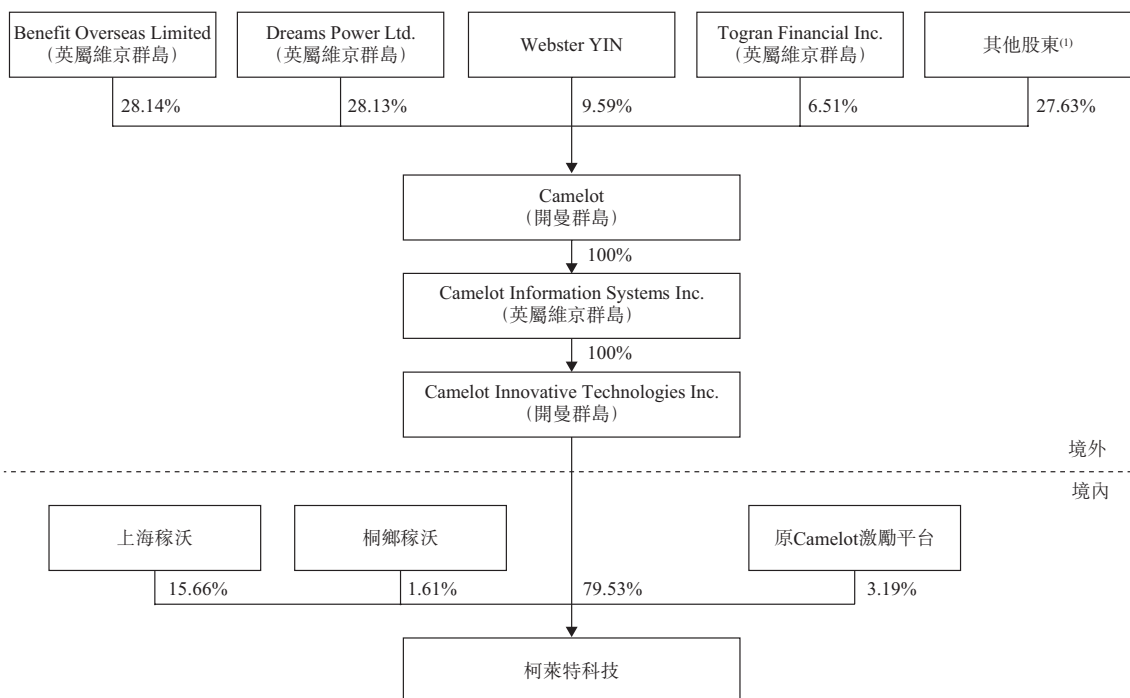 Benefit Overseas Limited
(英屬維京群島)
Dreams Power Ltd.
(英屬維京群島)
Webster YIN
Togran Financial Inc.
(英屬維京群島)
其他股東(1)
28.14%
28.13%
9.59%
6.51%
27.63%
Camelot
(開曼群島)
100%
Camelot Information Systems Inc.
(英屬維京群島)
100%
Camelot Innovative Technologies Inc.
(開曼群島)
境外
境內
上海稼沃
桐鄉稼沃
原Camelot激勵平台
15.66%
1.61%
79.53%
3.19%
柯萊特科技